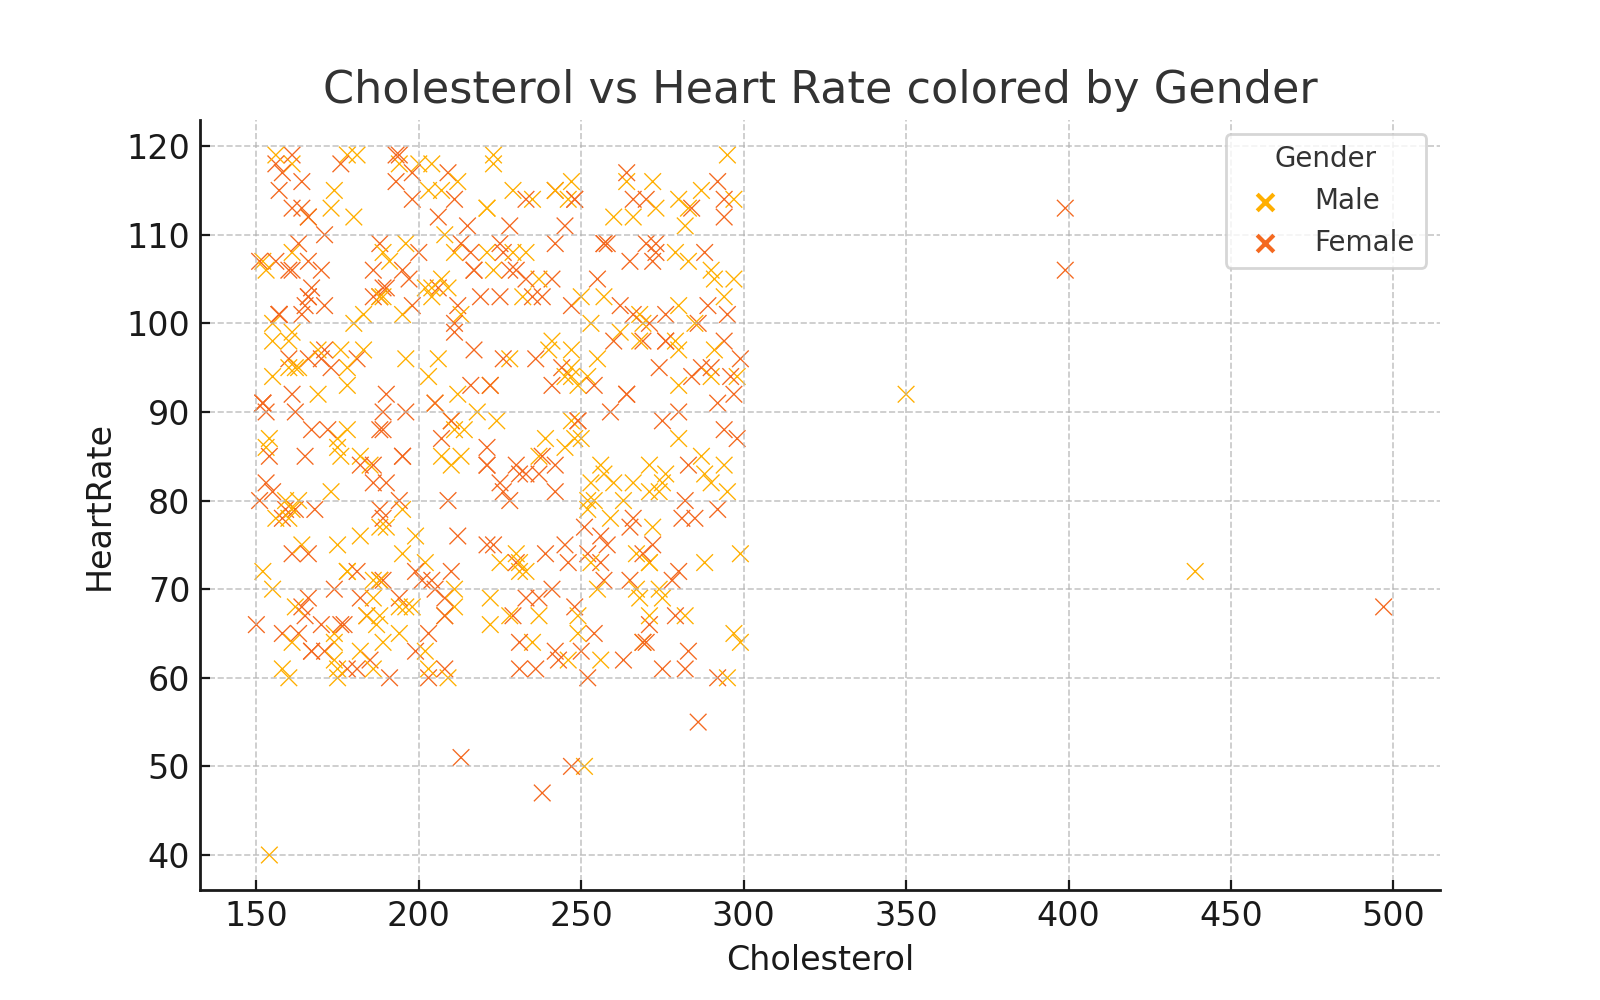 Cholesterol vs Heart Rate colored by Gender
120
110
100
90
80
70
60
50
40
HeartRate
Gender
Male
Female
150 200 250 300 350 400 450 500
Cholesterol